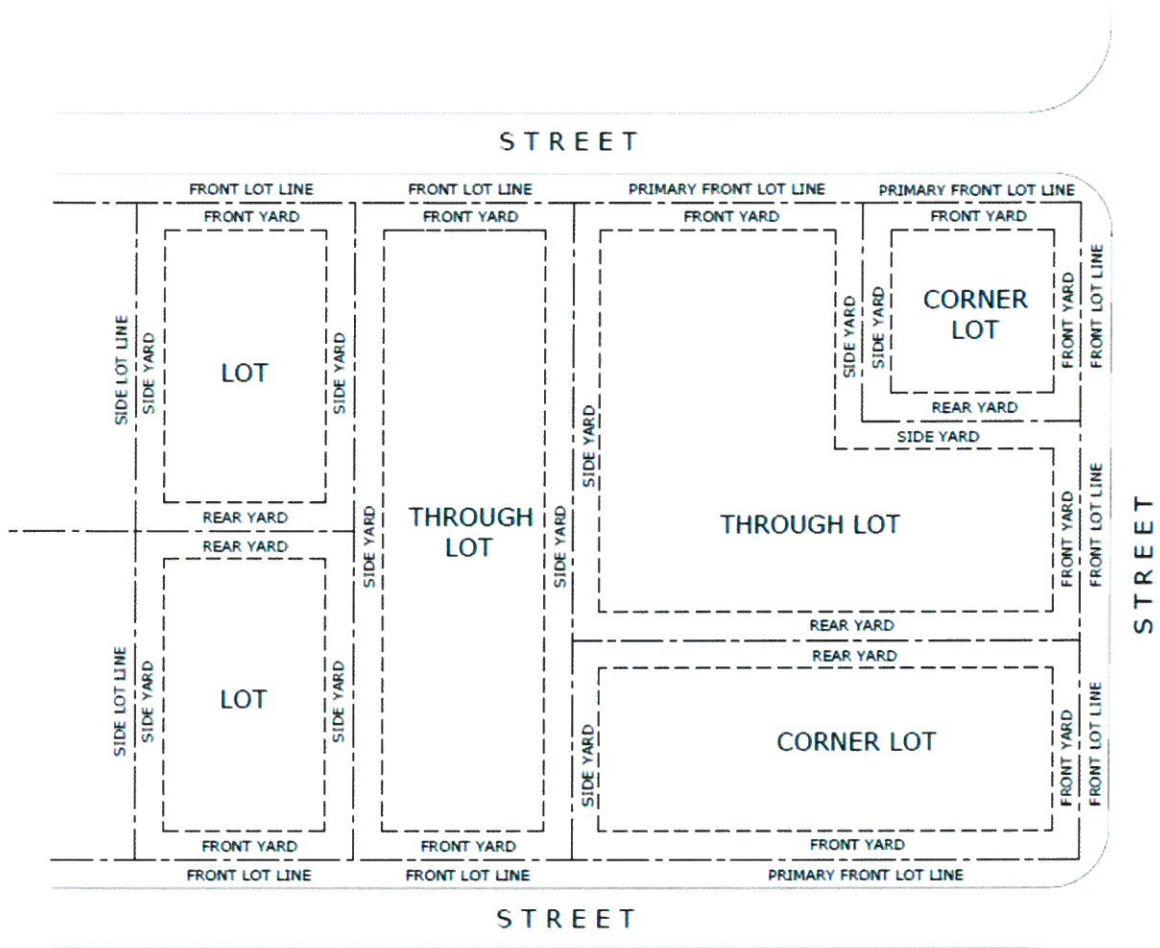 STREET
FRONT LOT LINE
FRONT LOT LINE
PRIMARY FRONT LOT LINE
PRIMARY FRONT LOT LINE
FRONT YARD
FRONT YARD
FRONT YARD
FRONT YARD
SIDE LOT LINE
SIDE YARD
LOT
SIDE YARD
SIDE YARD
SIDE YARD
CORNER
LOT
FRONT YARD
FRONT LOT LINE
REAR YARD
SIDE YARD
SIDE YARD
REAR YARD
REAR YARD
SIDE YARD
THROUGH
LOT
SIDE YARD
THROUGH LOT
FRONT YARD
FRONT LOT LINE
STREET
REAR YARD
REAR YARD
SIDE LOT LINE
SIDE YARD
LOT
SIDE YARD
SIDE YARD
CORNER LOT
FRONT YARD
FRONT LOT LINE
FRONT YARD
FRONT YARD
FRONT YARD
FRONT LOT LINE
FRONT LOT LINE
PRIMARY FRONT LOT LINE
STREET